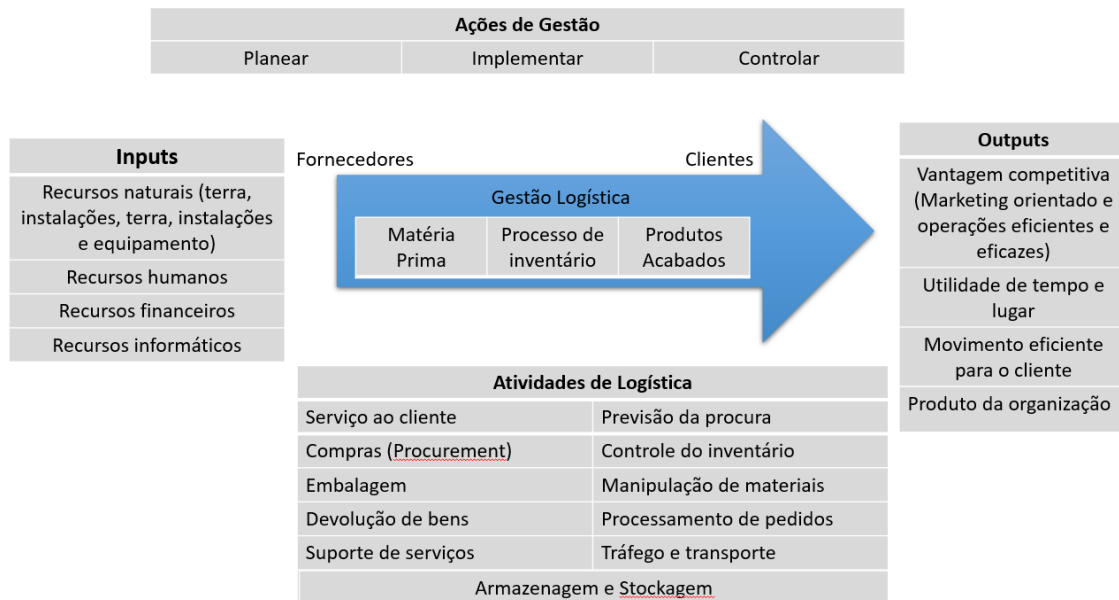 Ações de Gestão
Planear
Implementar
Controlar
Inputs
Recursos naturais (terra,
instalações, terra, instalações
e equipamento)
Recursos humanos
Recursos financeiros
Recursos informáticos
Fornecedores
Clientes
Gestão Logística
Matéria
Prima
Processo de
inventário
Produtos
Acabados
Outputs
Vantagem competitiva
(Marketing orientado e
operações eficientes e
eficazes)
Utilidade de tempo e
lugar
Movimento eficiente
para o cliente
Produto da organização
Atividades de Logística
Serviço ao cliente
Previsão da procura
Compras (Procurement)
Controle do inventário
Embalagem
Manipulação de materiais
Devolução de bens
Processamento de pedidos
Suporte de serviços
Tráfego e transporte
Armazenagem e Stockagem